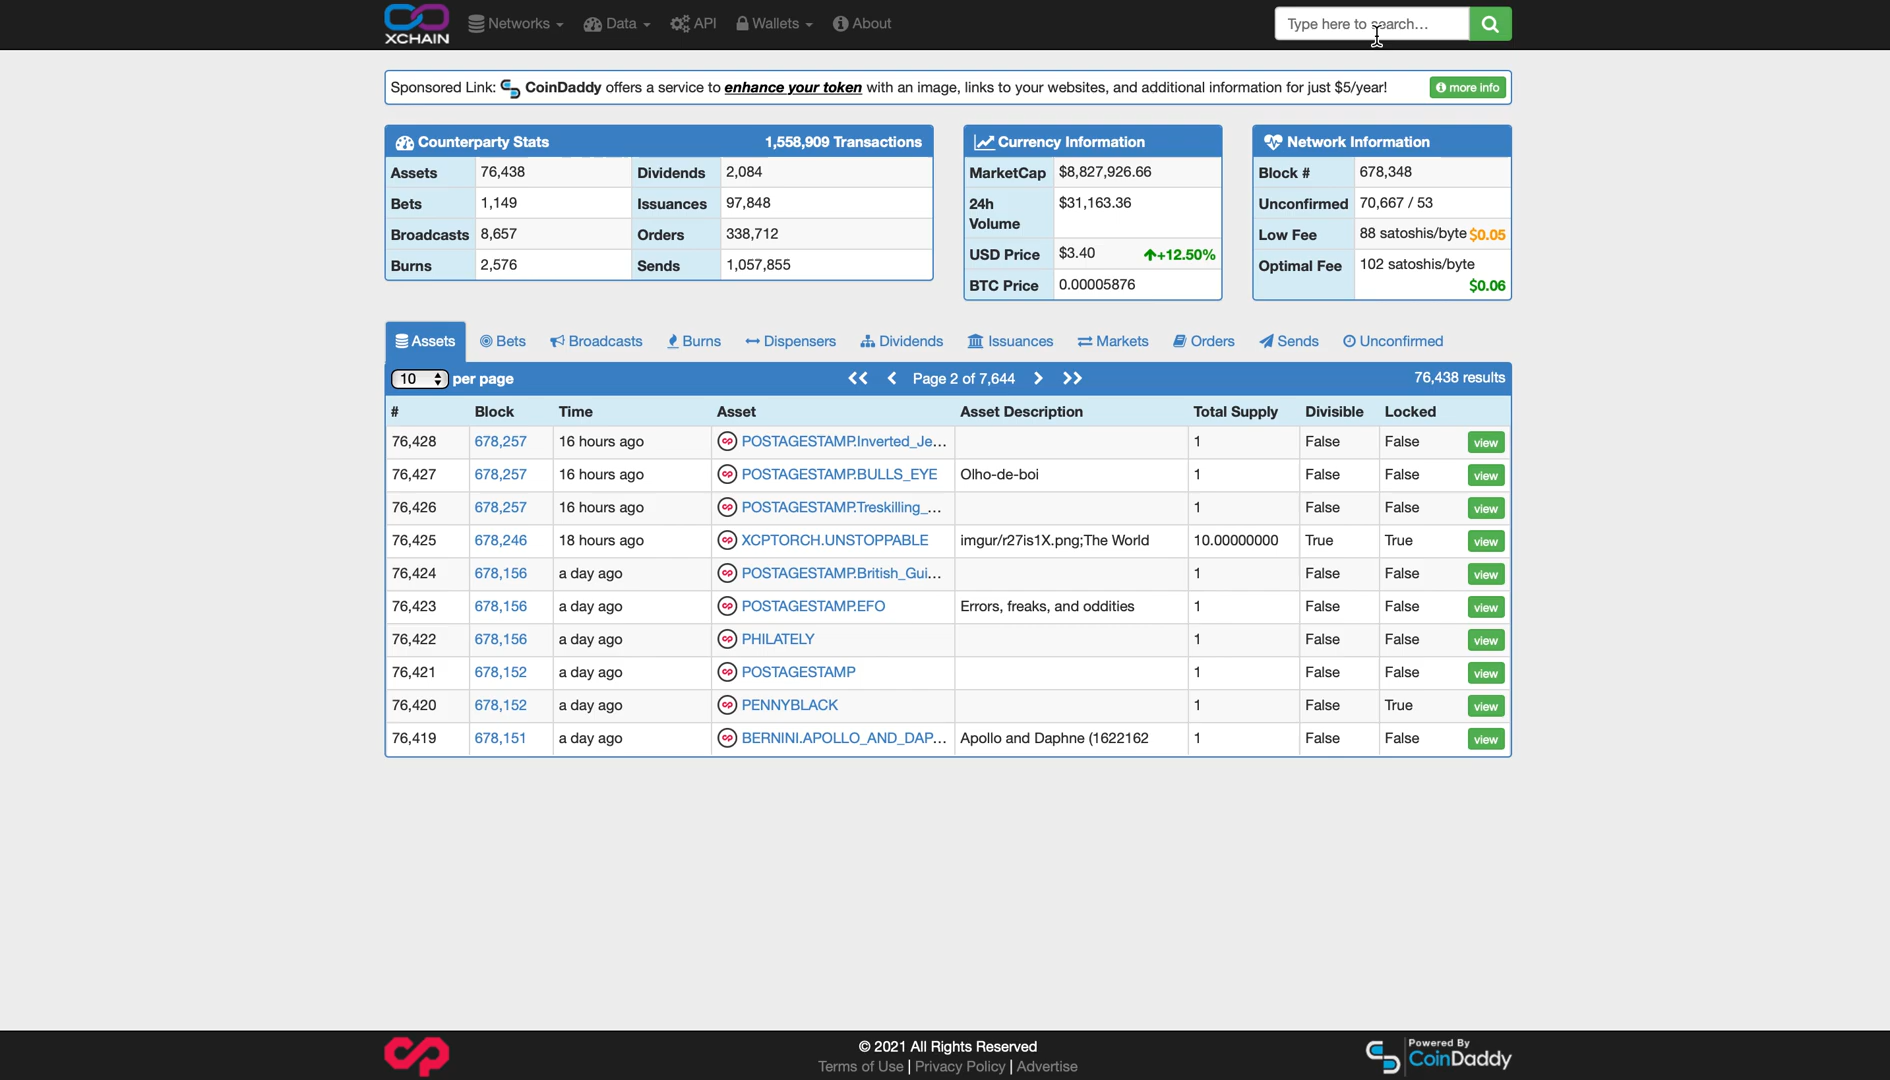 XCHAIN
Networks
Data
API
Wallets
About
Type here to search...
Sponsored Link: CoinDaddy offers a service to enhance your token with an image, links to your websites, and additional information for just $5/year!
more info
Counterparty Stats 1,558,909 Transactions
Assets 76,438 Dividends 2,084
Bets 1,149 Issuances 97,848
Broadcasts 8,657 Orders 338,712
Burns 2,576 Sends 1,057,855
Currency Information
MarketCap $8,827,926.66
24h Volume $31,163.36
USD Price $3.40 +12.50%
BTC Price 0.00005876
Network Information
Block # 678,348
Unconfirmed 70,667 / 53
Low Fee 88 satoshis/byte $0.05
Optimal Fee 102 satoshis/byte
$0.06
Assets Bets Broadcasts Burns Dispensers Dividends Issuances Markets Orders Sends Unconfirmed
10 per page Page 2 of 7,644 76,438 results
# Block Time Asset Asset Description Total Supply Divisible Locked
76,428 678,257 16 hours ago POSTAGESTAMP.Inverted_Je... 1 False False view
76,427 678,257 16 hours ago POSTAGESTAMP.BULLS_EYE Olho-de-boi 1 False False view
76,426 678,257 16 hours ago POSTAGESTAMP.Treskilling_... 1 False False view
76,425 678,246 18 hours ago XCPTORCH.UNSTOPPABLE imgur/r27is1X.png;The World 10.00000000 True True view
76,424 678,156 a day ago POSTAGESTAMP.British_Gui... 1 False False view
76,423 678,156 a day ago POSTAGESTAMP.EFO Errors, freaks, and oddities 1 False False view
76,422 678,156 a day ago PHILATELY 1 False False view
76,421 678,152 a day ago POSTAGESTAMP 1 False False view
76,420 678,152 a day ago PENNYBLACK 1 False True view
76,419 678,151 a day ago BERNINI.APOLLO_AND_DAP... Apollo and Daphne (1622162 1 False False view
© 2021 All Rights Reserved
Terms of Use | Privacy Policy | Advertise
Powered By
CoinDaddy